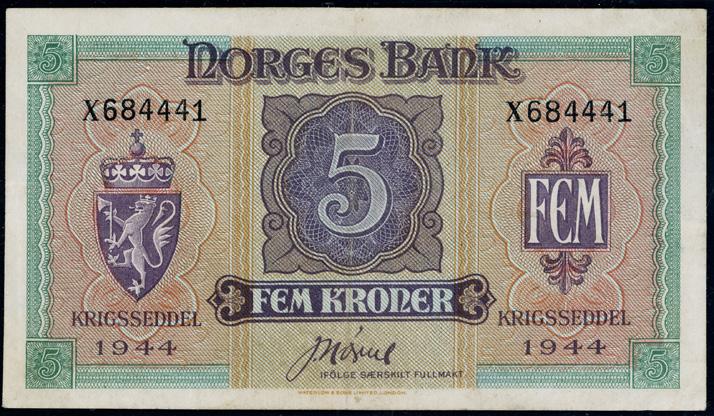 5 5
NORGES BANK
X684441 X684441
5
FEM
FEM KRONER
KRIGSSEDDEL KRIGSSEDDEL
1944 1944
IFÖLGE SÆRSKILT FULLMAKT
5 5
WATERLOW & SONS LIMITED, LONDON.